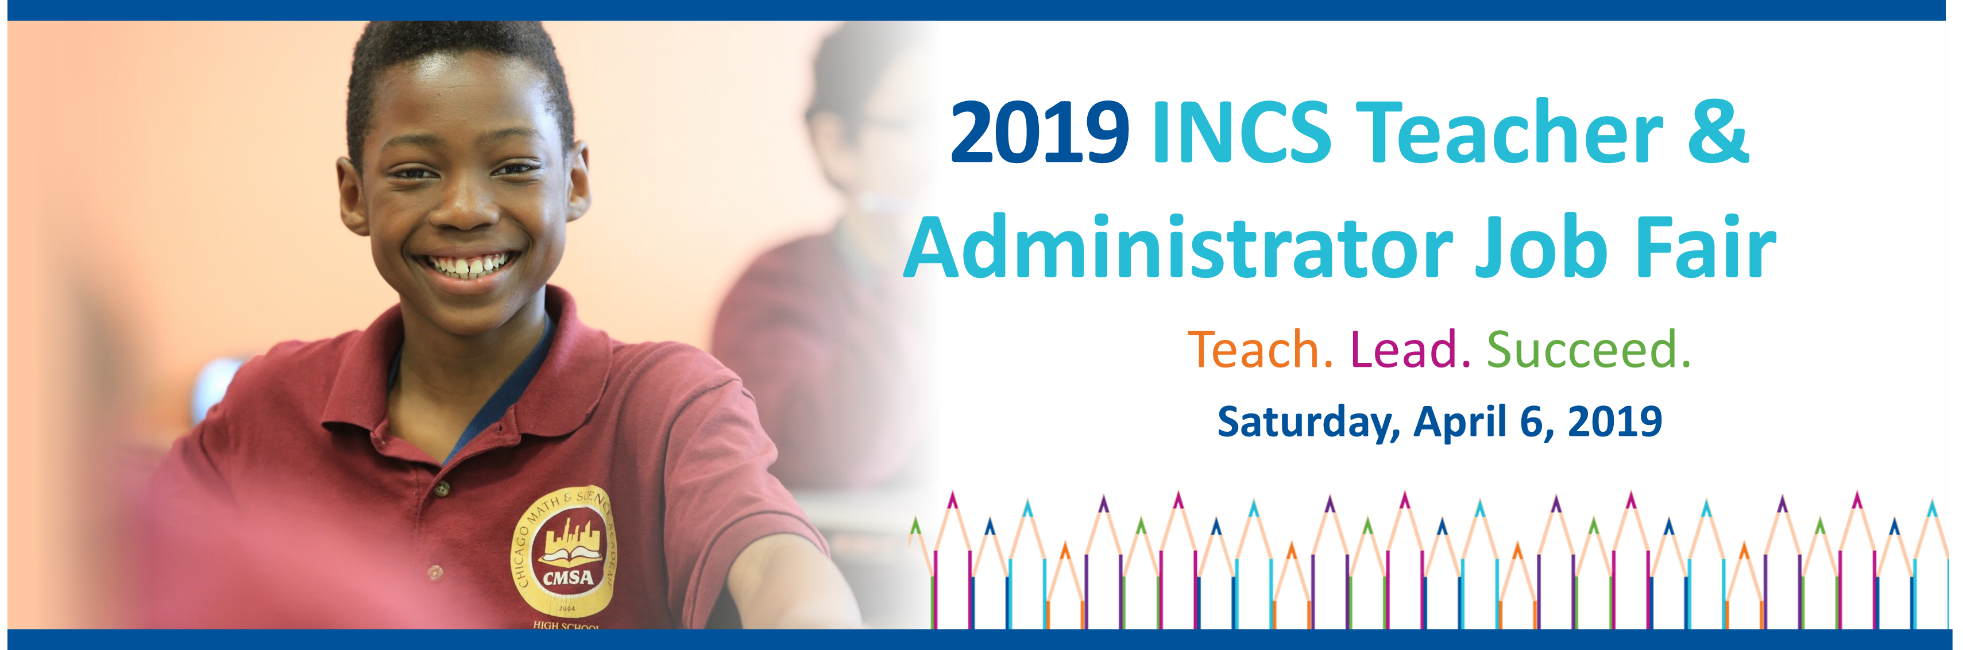 2019 INCS Teacher &
Administrator Job Fair
Teach. Lead. Succeed.
Saturday, April 6, 2019
CHICAGO MATH & SCIENCE ACADEMY
CMSA
2004
HIGH SCHOOL